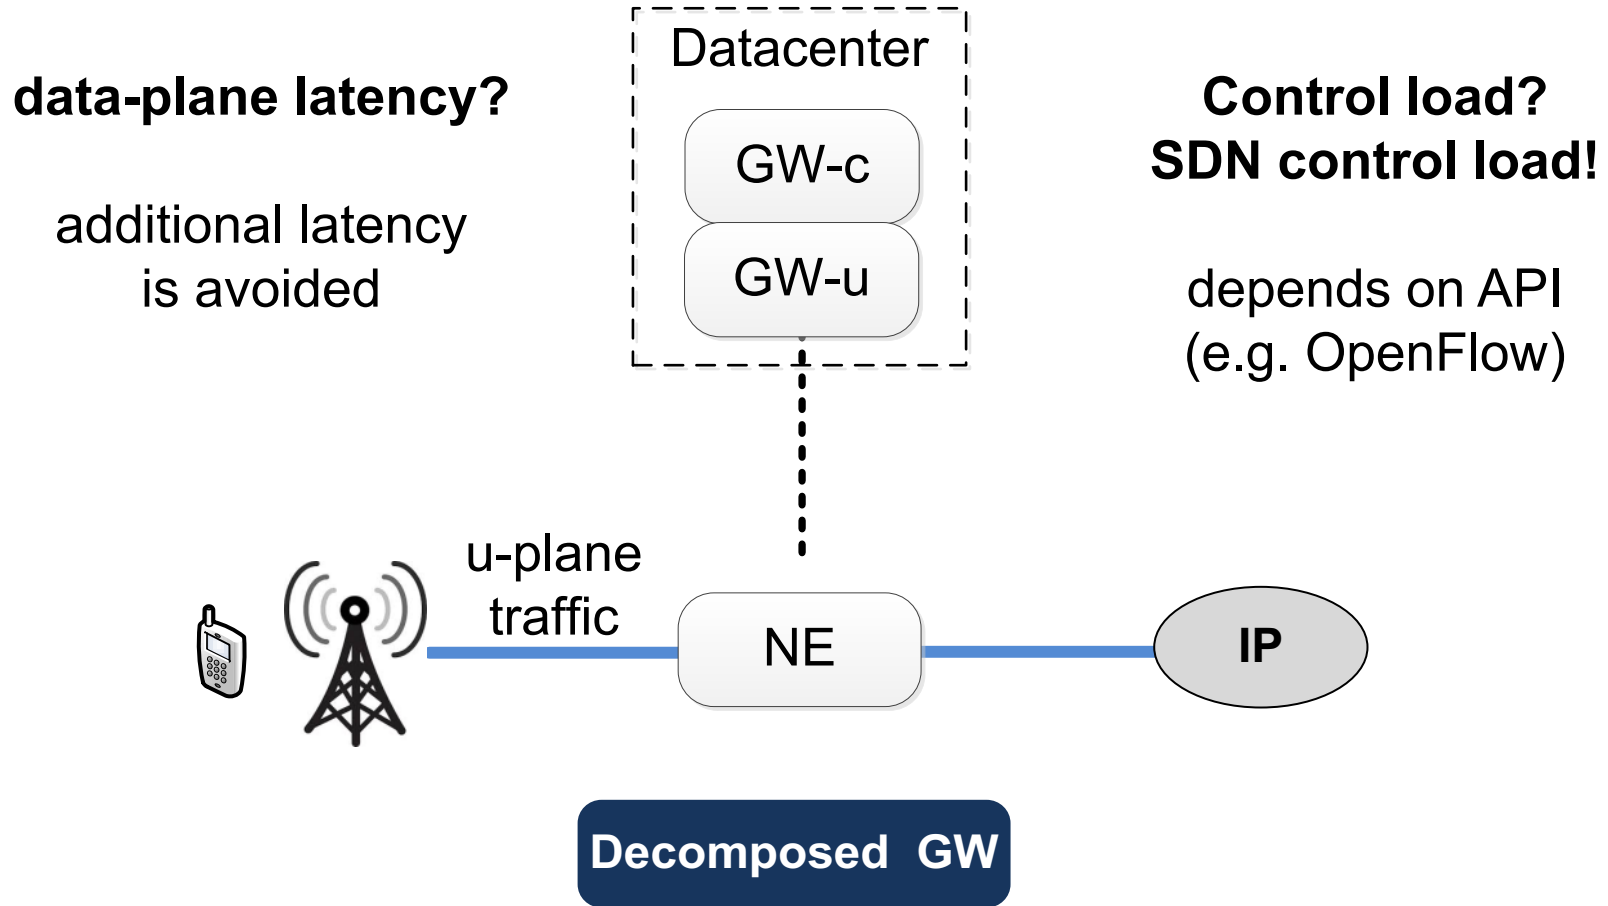 Datacenter
data-plane latency?
additional latency
is avoided
GW-c
GW-u
Control load?
SDN control load!
depends on API
(e.g. OpenFlow)
u-plane
traffic
NE
IP
Decomposed GW